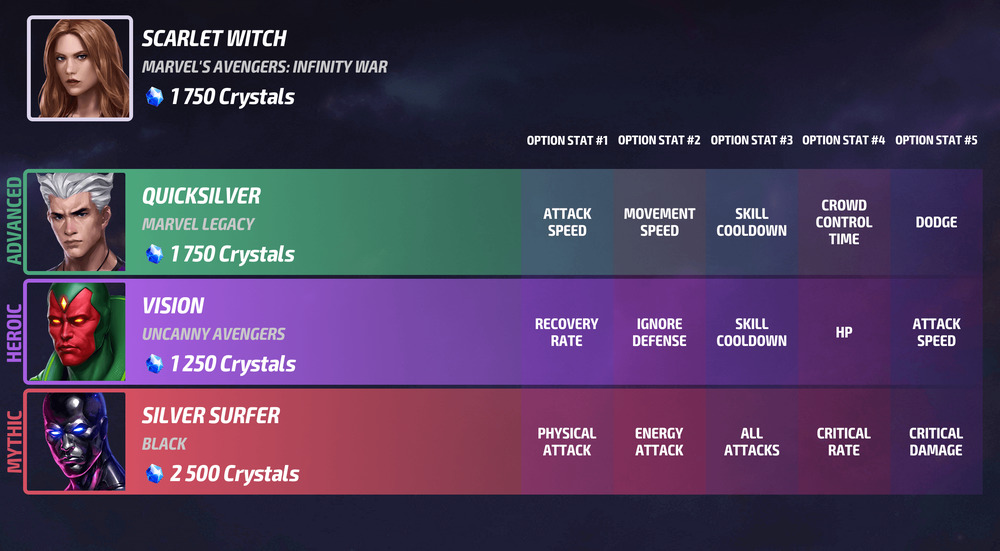 SCARLET WITCH
MARVEL'S AVENGERS: INFINITY WAR
1 750 Crystals
OPTION STAT #1 OPTION STAT #2 OPTION STAT #3 OPTION STAT #4 OPTION STAT #5
ADVANCED
QUICKSILVER
MARVEL LEGACY
1 750 Crystals
ATTACK
SPEED
MOVEMENT
SPEED
SKILL
COOLDOWN
CROWD
CONTROL
TIME
DODGE
HEROIC
VISION
UNCANNY AVENGERS
1 250 Crystals
RECOVERY
RATE
IGNORE
DEFENSE
SKILL
COOLDOWN
HP
ATTACK
SPEED
MYTHIC
SILVER SURFER
BLACK
2 500 Crystals
PHYSICAL
ATTACK
ENERGY
ATTACK
ALL
ATTACKS
CRITICAL
RATE
CRITICAL
DAMAGE